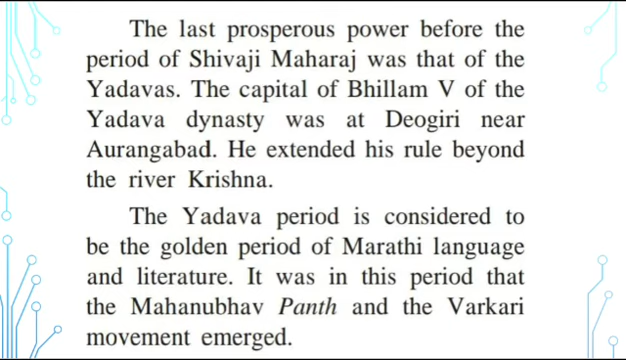 The last prosperous power before the
period of Shivaji Maharaj was that of the
Yadavas. The capital of Bhillam V of the
Yadava dynasty was at Deogiri near
Aurangabad. He extended his rule beyond
the river Krishna.
The Yadava period is considered to
be the golden period of Marathi language
and literature. It was in this period that
the Mahanubhav Panth and the Varkari
movement emerged.